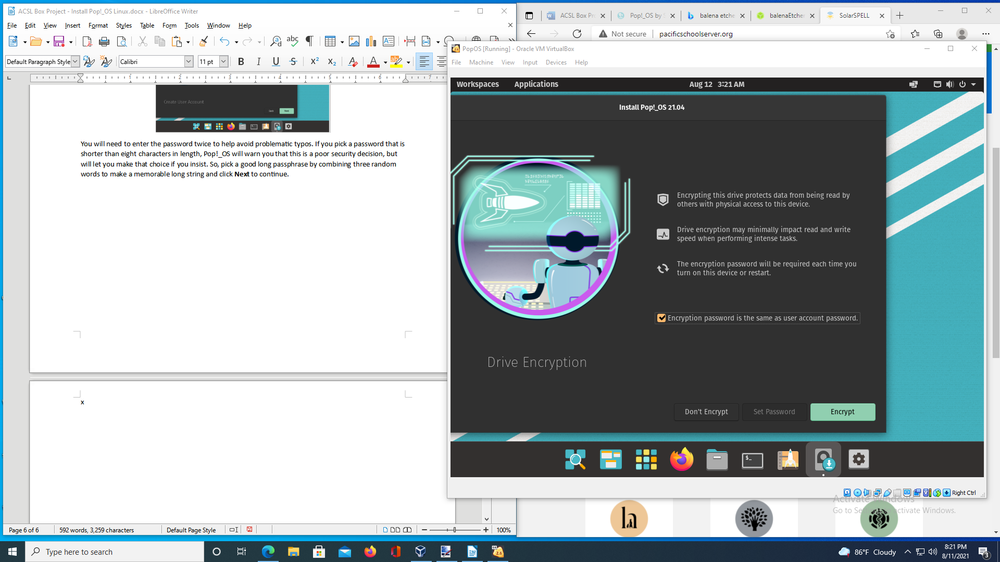 ACSL Box Project - Install Pop!_OS Linux.docx - LibreOffice Writer
File Edit View Insert Format Styles Table Form Tools Window Help
Default Paragraph Style
Calibri
11 pt
Create User Account
Back
Next
You will need to enter the password twice to help avoid problematic typos. If you pick a password that is
shorter than eight characters in length, Pop!_OS will warn you that this is a poor security decision, but
will let you make that choice if you insist. So, pick a good long passphrase by combining three random
words to make a memorable long string and click Next to continue.
x
Page 6 of 6
592 words, 3,259 characters
Default Page Style
100%
ACSL Box Pr
Pop!_OS by S
balena etche
balenaEtcher
SolarSPELL
Not secure
pacificschoolserver.org
PopOS [Running] - Oracle VM VirtualBox
File Machine View Input Devices Help
Workspaces Applications
Aug 12 3:21 AM
Install Pop!_OS 21.04
Encrypting this drive protects data from being read by
others with physical access to this device.
Drive encryption may minimally impact read and write
speed when performing intense tasks.
The encryption password will be required each time you
turn on this device or restart.
Encryption password is the same as user account password.
Drive Encryption
Don't Encrypt
Set Password
Encrypt
Right Ctrl
Activate Windows
Type here to search
86°F Cloudy
8:21 PM
8/11/2021
3